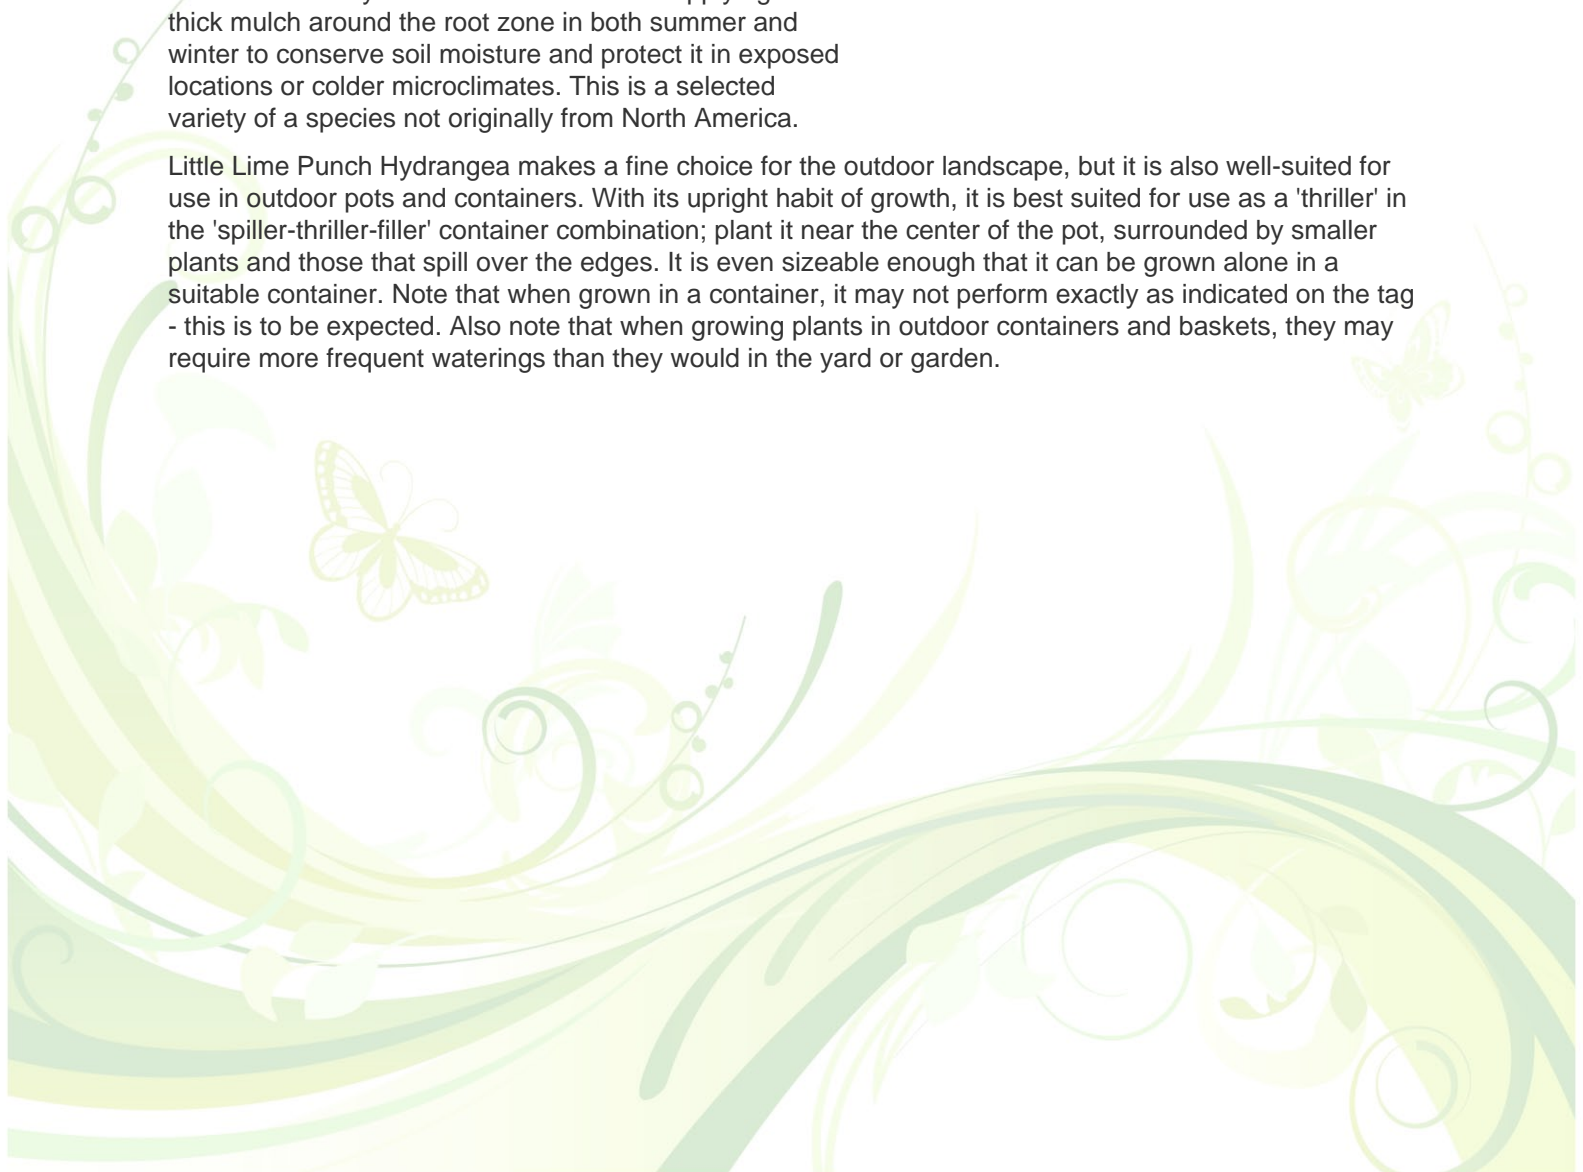 thick mulch around the root zone in both summer and
winter to conserve soil moisture and protect it in exposed
locations or colder microclimates. This is a selected
variety of a species not originally from North America.
Little Lime Punch Hydrangea makes a fine choice for the outdoor landscape, but it is also well-suited for
use in outdoor pots and containers. With its upright habit of growth, it is best suited for use as a 'thriller' in
the 'spiller-thriller-filler' container combination; plant it near the center of the pot, surrounded by smaller
plants and those that spill over the edges. It is even sizeable enough that it can be grown alone in a
suitable container. Note that when grown in a container, it may not perform exactly as indicated on the tag
- this is to be expected. Also note that when growing plants in outdoor containers and baskets, they may
require more frequent waterings than they would in the yard or garden.